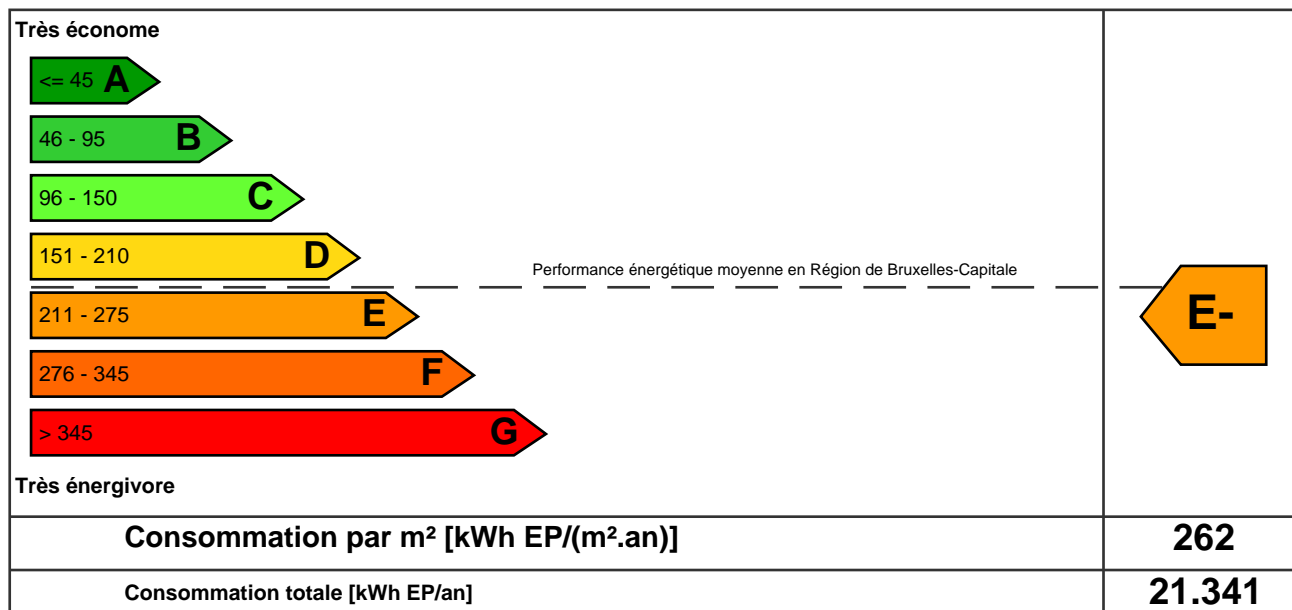 Très économe
<= 45 A
46 - 95 B
96 - 150 C
151 - 210 D
Performance énergétique moyenne en Région de Bruxelles-Capitale
211 - 275 E
E-
276 - 345 F
> 345 G
Très énergivore
Consommation par m² [kWh EP/(m².an)] 262
Consommation totale [kWh EP/an] 21.341